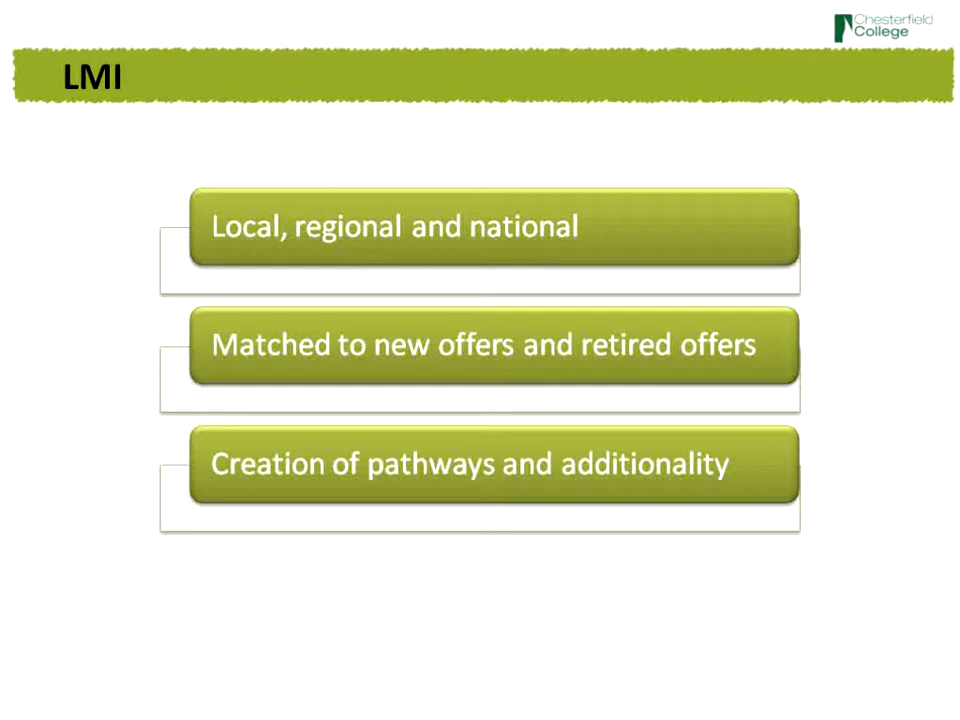 Chesterfield
College
LMI
Local, regional and national
Matched to new offers and retired offers
Creation of pathways and additionality